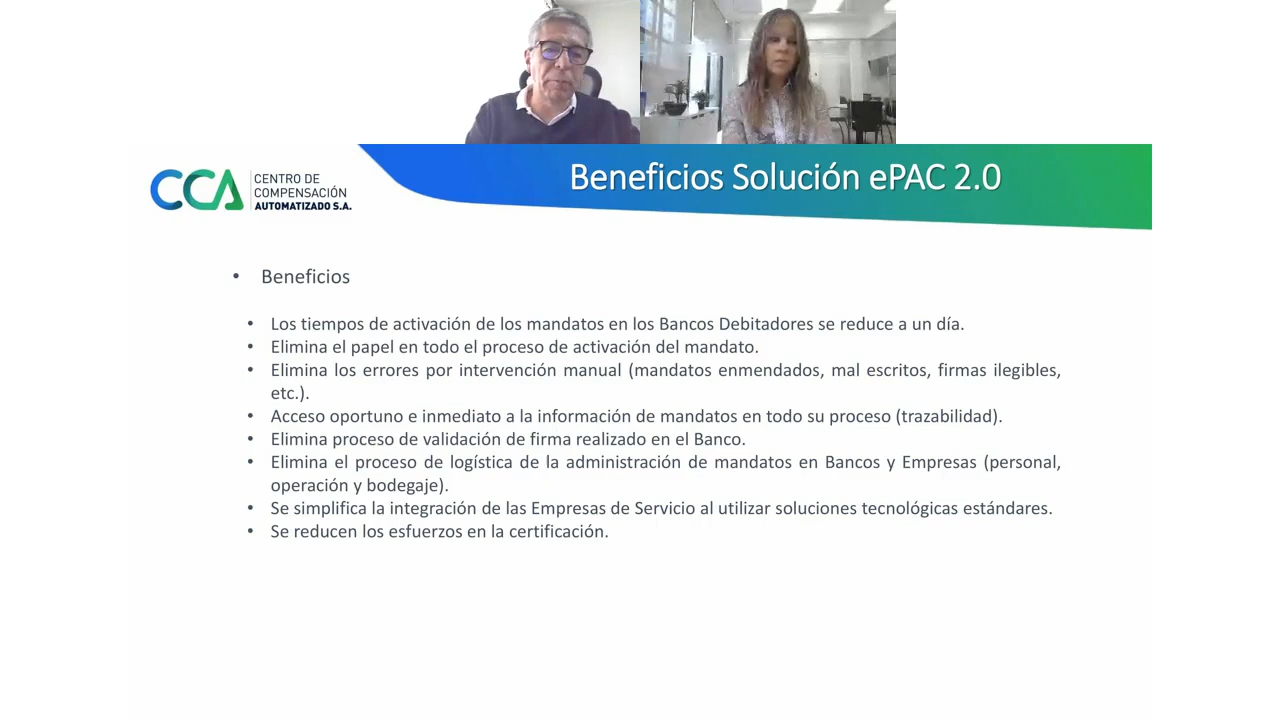 CCA
CENTRO DE
COMPENSACIÓN
AUTOMATIZADO S.A.
Beneficios Solución ePAC 2.0
• Beneficios
• Los tiempos de activación de los mandatos en los Bancos Debitadores se reduce a un día.
• Elimina el papel en todo el proceso de activación del mandato.
• Elimina los errores por intervención manual (mandatos enmendados, mal escritos, firmas ilegibles,
etc.).
• Acceso oportuno e inmediato a la información de mandatos en todo su proceso (trazabilidad).
• Elimina proceso de validación de firma realizado en el Banco.
• Elimina el proceso de logística de la administración de mandatos en Bancos y Empresas (personal,
operación y bodegaje).
• Se simplifica la integración de las Empresas de Servicio al utilizar soluciones tecnológicas estándares.
• Se reducen los esfuerzos en la certificación.